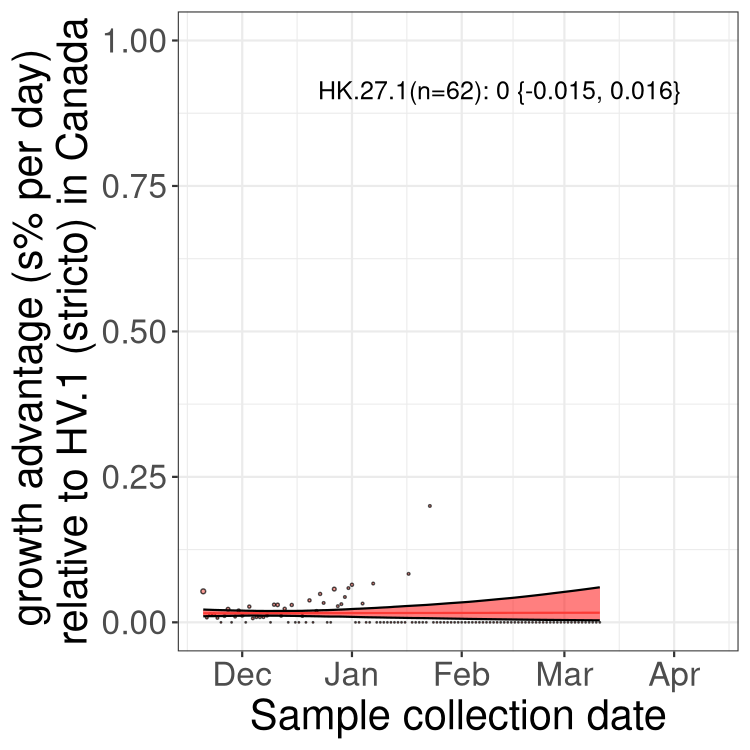 growth advantage (s% per day)
relative to HV.1 (stricto) in Canada
1.00
0.75
0.50
0.25
0.00
HK.27.1(n=62): 0 {-0.015, 0.016}
Dec
Jan
Feb
Mar
Apr
Sample collection date